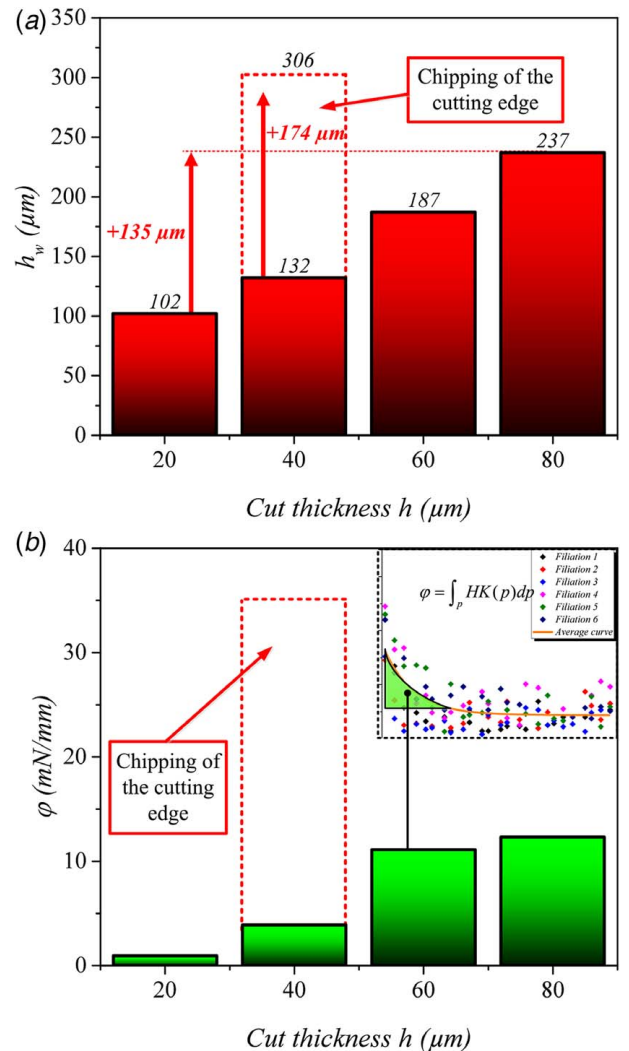 (a)
350
300
250
200
150
100
50
0
h_w (μm)
306
Chipping of the
cutting edge
+174 μm
237
+135 μm
187
132
102
20 40 60 80
Cut thickness h (μm)
(b)
40
30
20
10
0
φ (mN/mm)
Filiation 1
Filiation 2
Filiation 3
Filiation 4
Filiation 5
Filiation 6
Average curve
φ = ∫_p HK(p)dp
Chipping of
the cutting
edge
20 40 60 80
Cut thickness h (μm)